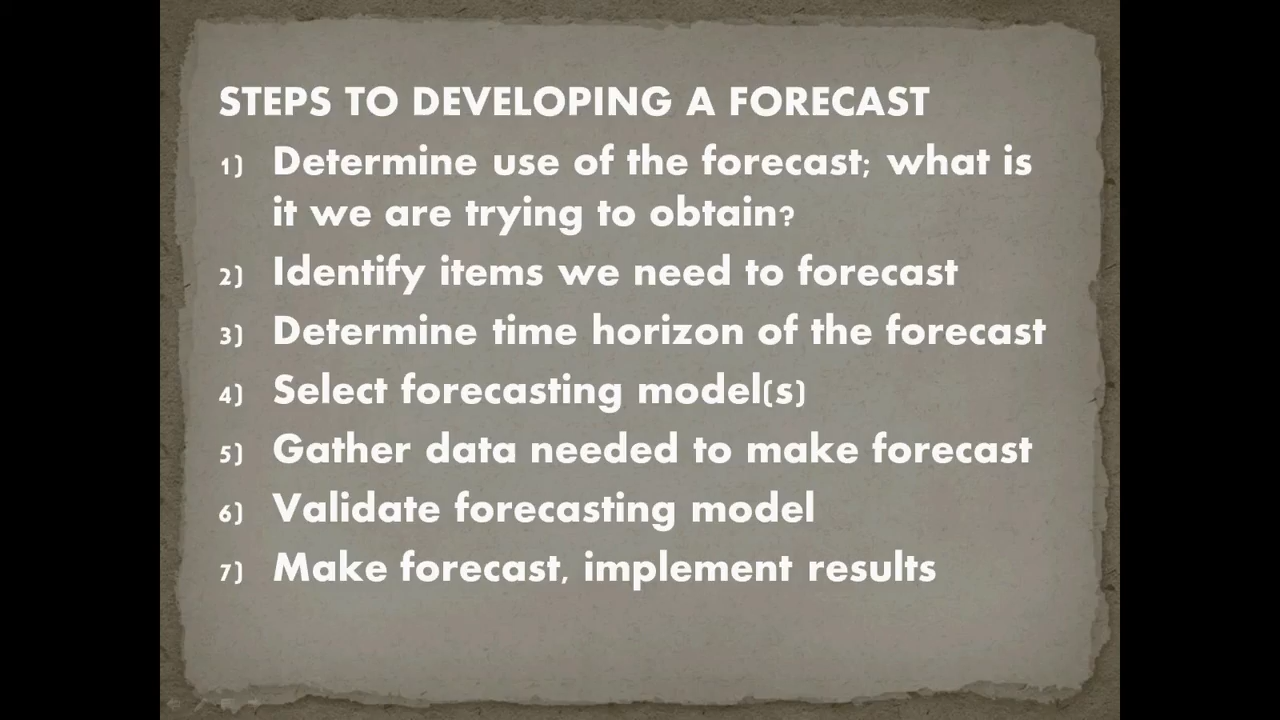 STEPS TO DEVELOPING A FORECAST
1) Determine use of the forecast; what is
it we are trying to obtain?
2) Identify items we need to forecast
3) Determine time horizon of the forecast
4) Select forecasting model(s)
5) Gather data needed to make forecast
6) Validate forecasting model
7) Make forecast, implement results